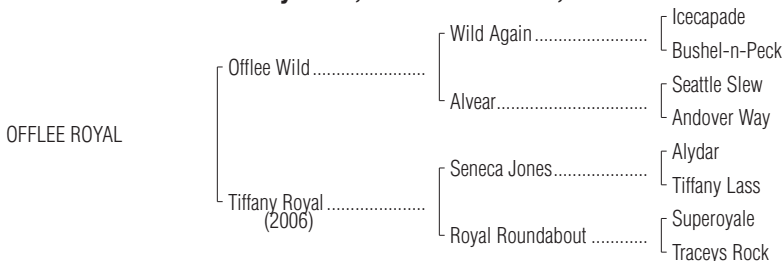 Icecapade
Wild Again
Bushel-n-Peck
Offlee Wild
Seattle Slew
Alvear
Andover Way
OFFLEE ROYAL
Alydar
Seneca Jones
Tiffany Lass
Tiffany Royal
(2006)
Superoyale
Royal Roundabout
Traceys Rock